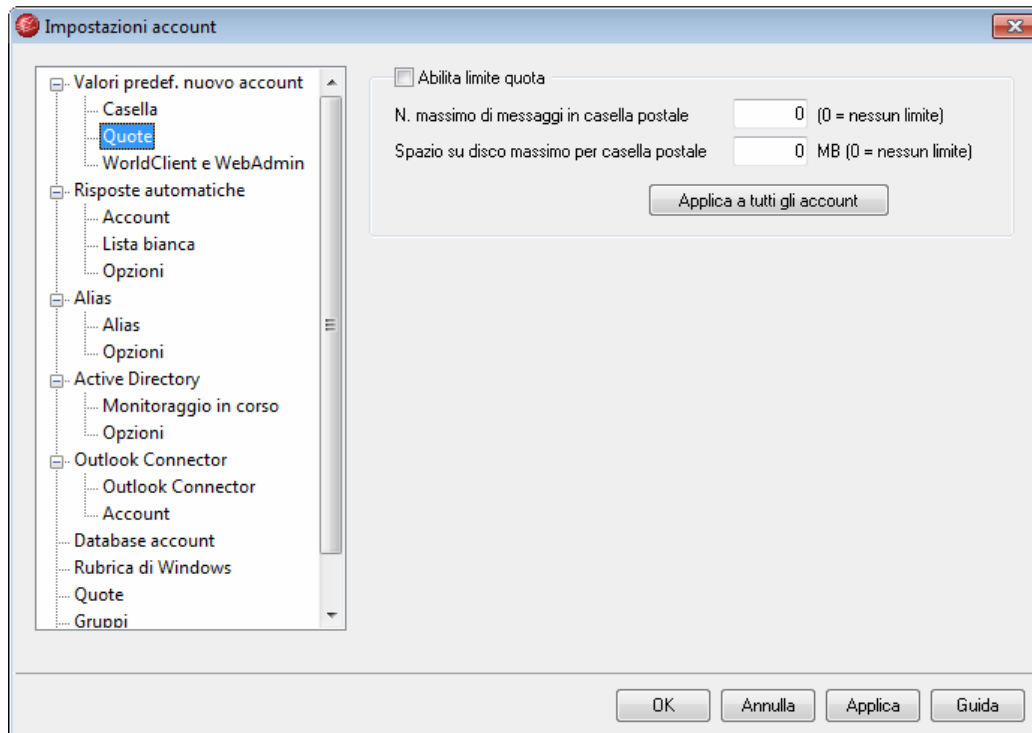 Impostazioni account
Valori predef. nuovo account
Casella
Quote
WorldClient e WebAdmin
Risposte automatiche
Account
Lista bianca
Opzioni
Alias
Alias
Opzioni
Active Directory
Monitoraggio in corso
Opzioni
Outlook Connector
Outlook Connector
Account
Database account
Rubrica di Windows
Quote
Gruppi
Abilita limite quota
N. massimo di messaggi in casella postale 0 (0 = nessun limite)
Spazio su disco massimo per casella postale 0 MB (0 = nessun limite)
Applica a tutti gli account
OK Annulla Applica Guida